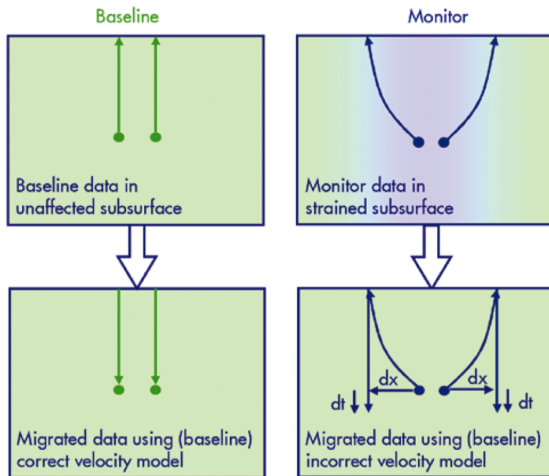 Baseline
Monitor
Baseline data in
unaffected subsurface
Monitor data in
strained subsurface
dx
dx
dt
dt
Migrated data using (baseline)
correct velocity model
Migrated data using (baseline)
incorrect velocity model